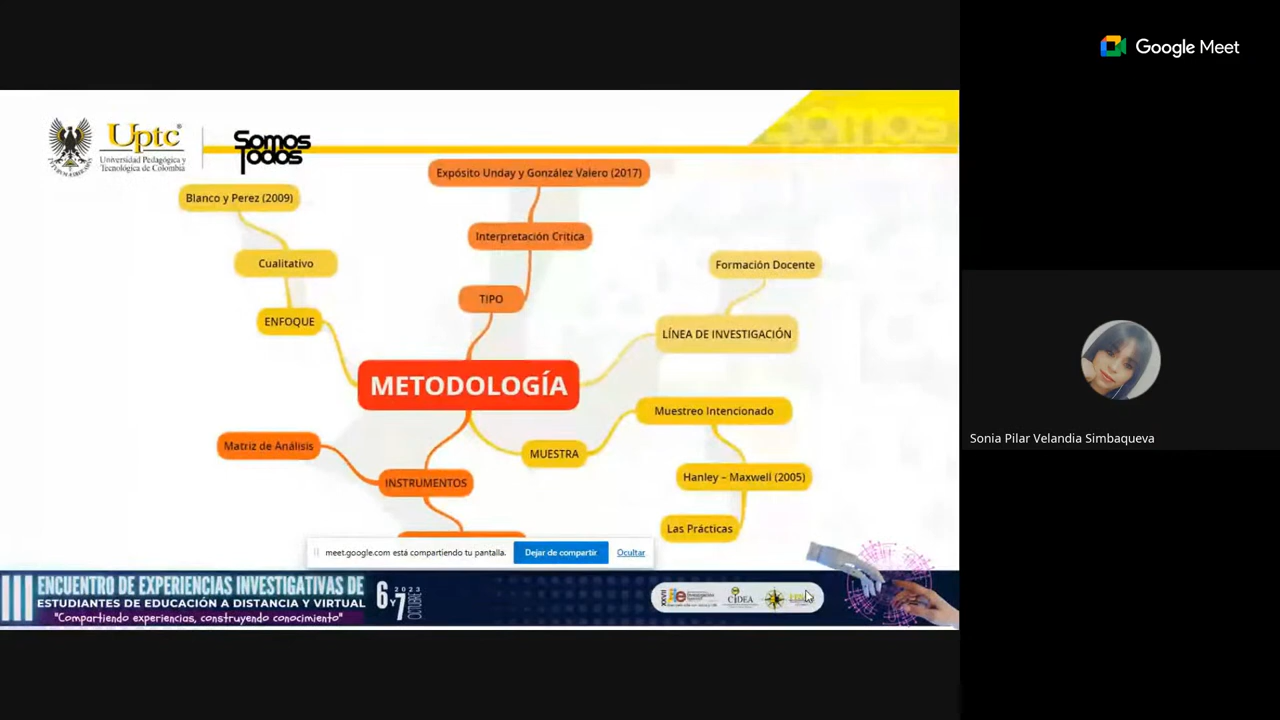 Google Meet
Uptc
Universidad Pedagógica y
Tecnológica de Colombia
Somos
Todos
SOMOS
Expósito Unday y González Valero (2017)
Blanco y Perez (2009)
Interpretación Crítica
Cualitativo
Formación Docente
TIPO
ENFOQUE
LÍNEA DE INVESTIGACIÓN
METODOLOGÍA
Muestreo Intencionado
Matriz de Análisis
MUESTRA
INSTRUMENTOS
Hanley – Maxwell (2005)
Las Prácticas
meet.google.com está compartiendo tu pantalla.
Dejar de compartir
Ocultar
III ENCUENTRO DE EXPERIENCIAS INVESTIGATIVAS DE
ESTUDIANTES DE EDUCACIÓN A DISTANCIA Y VIRTUAL
"Compartiendo experiencias, construyendo conocimiento"
6 Y 7
2023
OCTUBRE
CIDEA
Sonia Pilar Velandia Simbaqueva